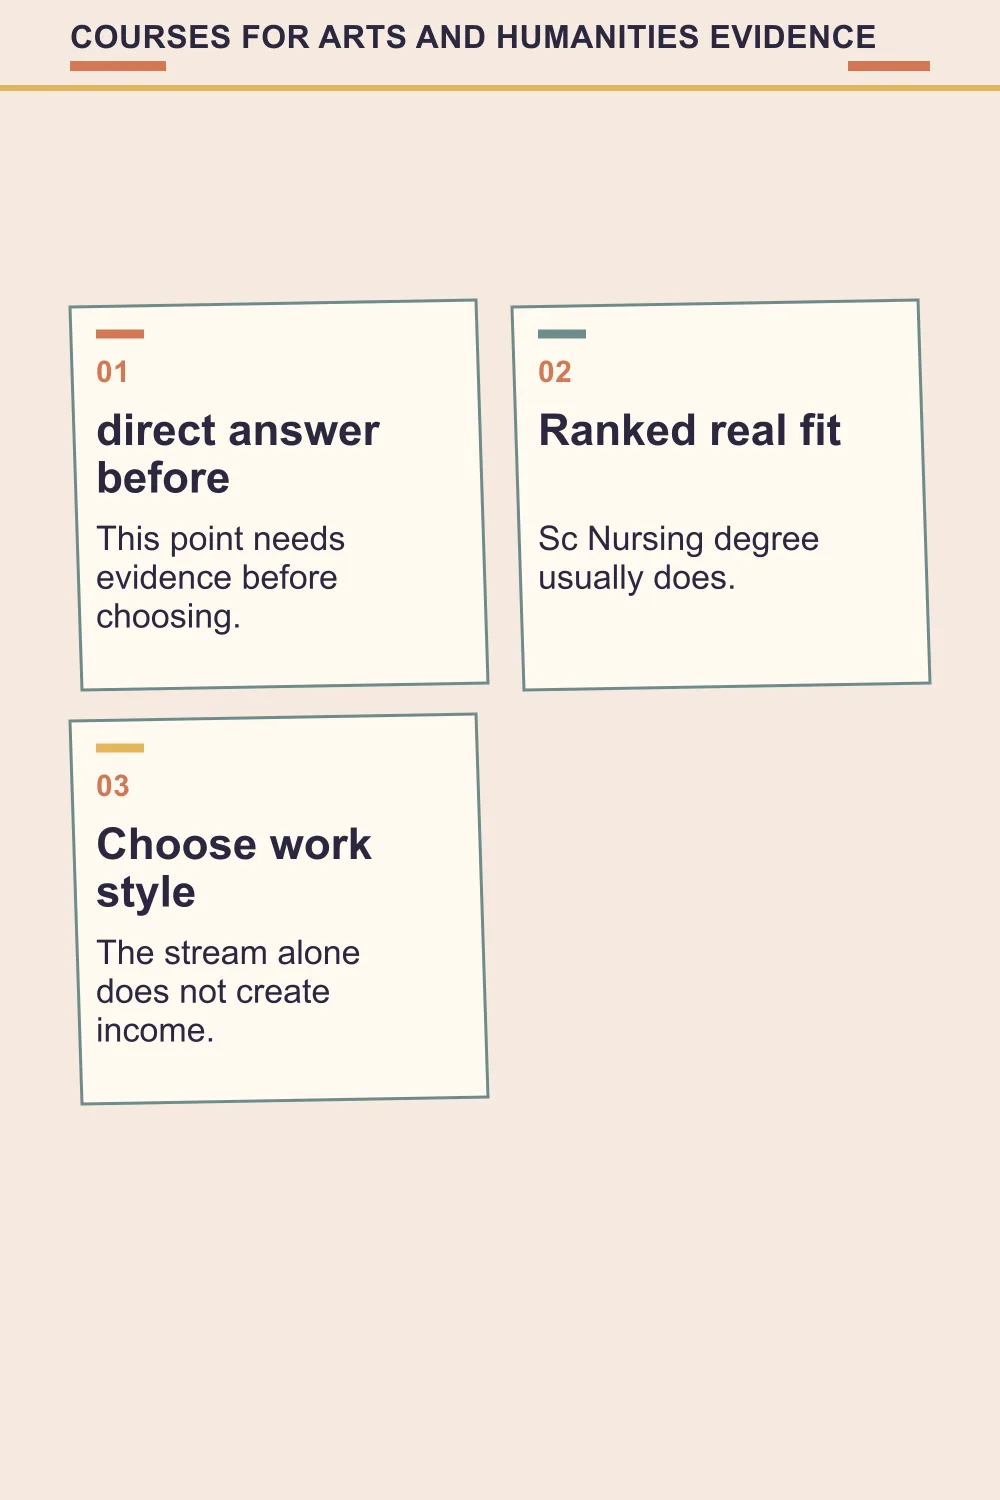 COURSES FOR ARTS AND HUMANITIES EVIDENCE
01
direct answer
before
This point needs
evidence before
choosing.
02
Ranked real fit
Sc Nursing degree
usually does.
03
Choose work
style
The stream alone
does not create
income.